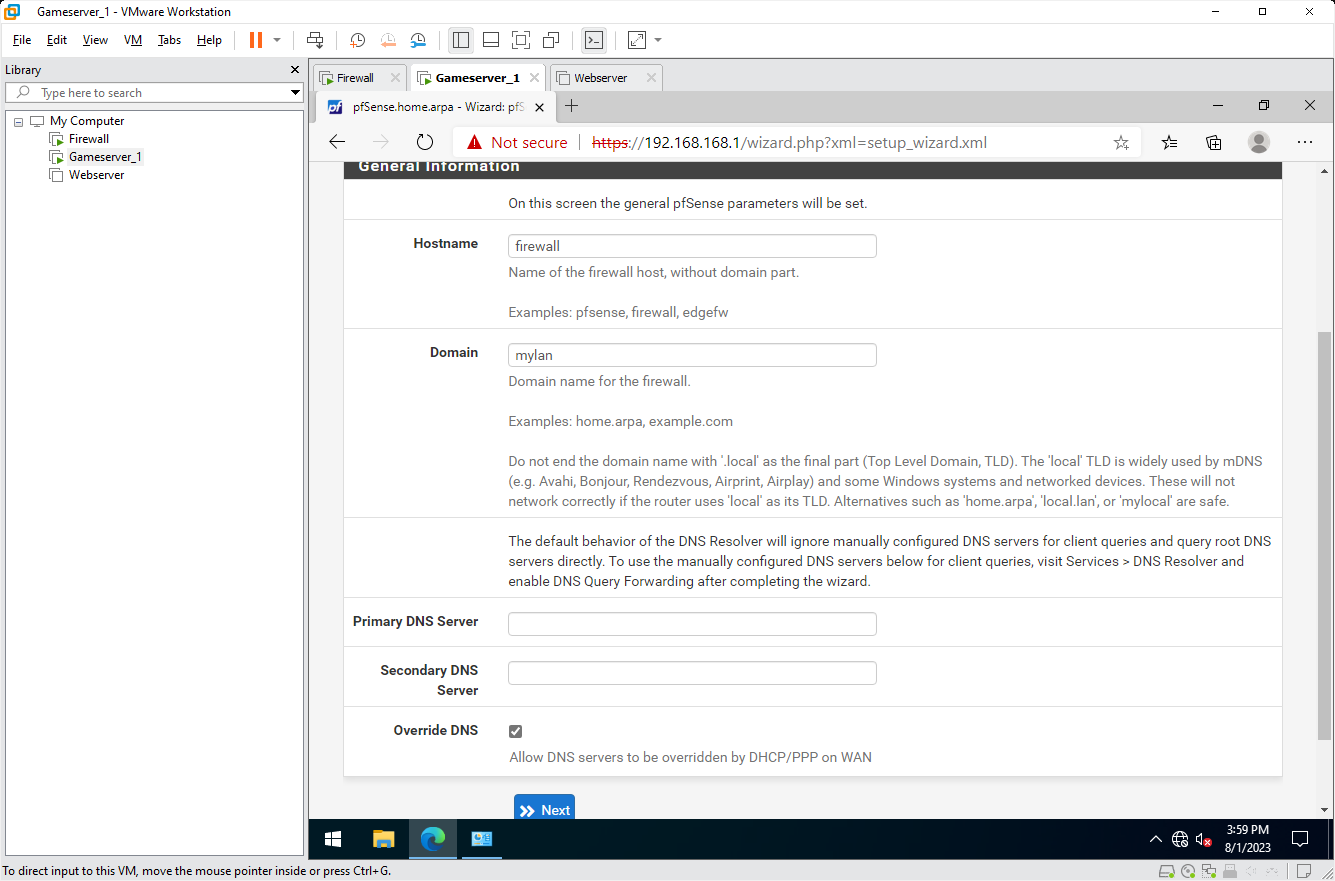 Gameserver_1 - VMware Workstation
File Edit View VM Tabs Help
Library
Type here to search
My Computer
Firewall
Gameserver_1
Webserver
Firewall Gameserver_1 Webserver
pfSense.home.arpa - Wizard: pfS
Not secure https://192.168.168.1/wizard.php?xml=setup_wizard.xml
General Information
On this screen the general pfSense parameters will be set.
Hostname
firewall
Name of the firewall host, without domain part.
Examples: pfsense, firewall, edgefw
Domain
mylan
Domain name for the firewall.
Examples: home.arpa, example.com
Do not end the domain name with '.local' as the final part (Top Level Domain, TLD). The 'local' TLD is widely used by mDNS
(e.g. Avahi, Bonjour, Rendezvous, Airprint, Airplay) and some Windows systems and networked devices. These will not
network correctly if the router uses 'local' as its TLD. Alternatives such as 'home.arpa', 'local.lan', or 'mylocal' are safe.
The default behavior of the DNS Resolver will ignore manually configured DNS servers for client queries and query root DNS
servers directly. To use the manually configured DNS servers below for client queries, visit Services > DNS Resolver and
enable DNS Query Forwarding after completing the wizard.
Primary DNS Server
Secondary DNS
Server
Override DNS
Allow DNS servers to be overridden by DHCP/PPP on WAN
Next
3:59 PM
8/1/2023
To direct input to this VM, move the mouse pointer inside or press Ctrl+G.